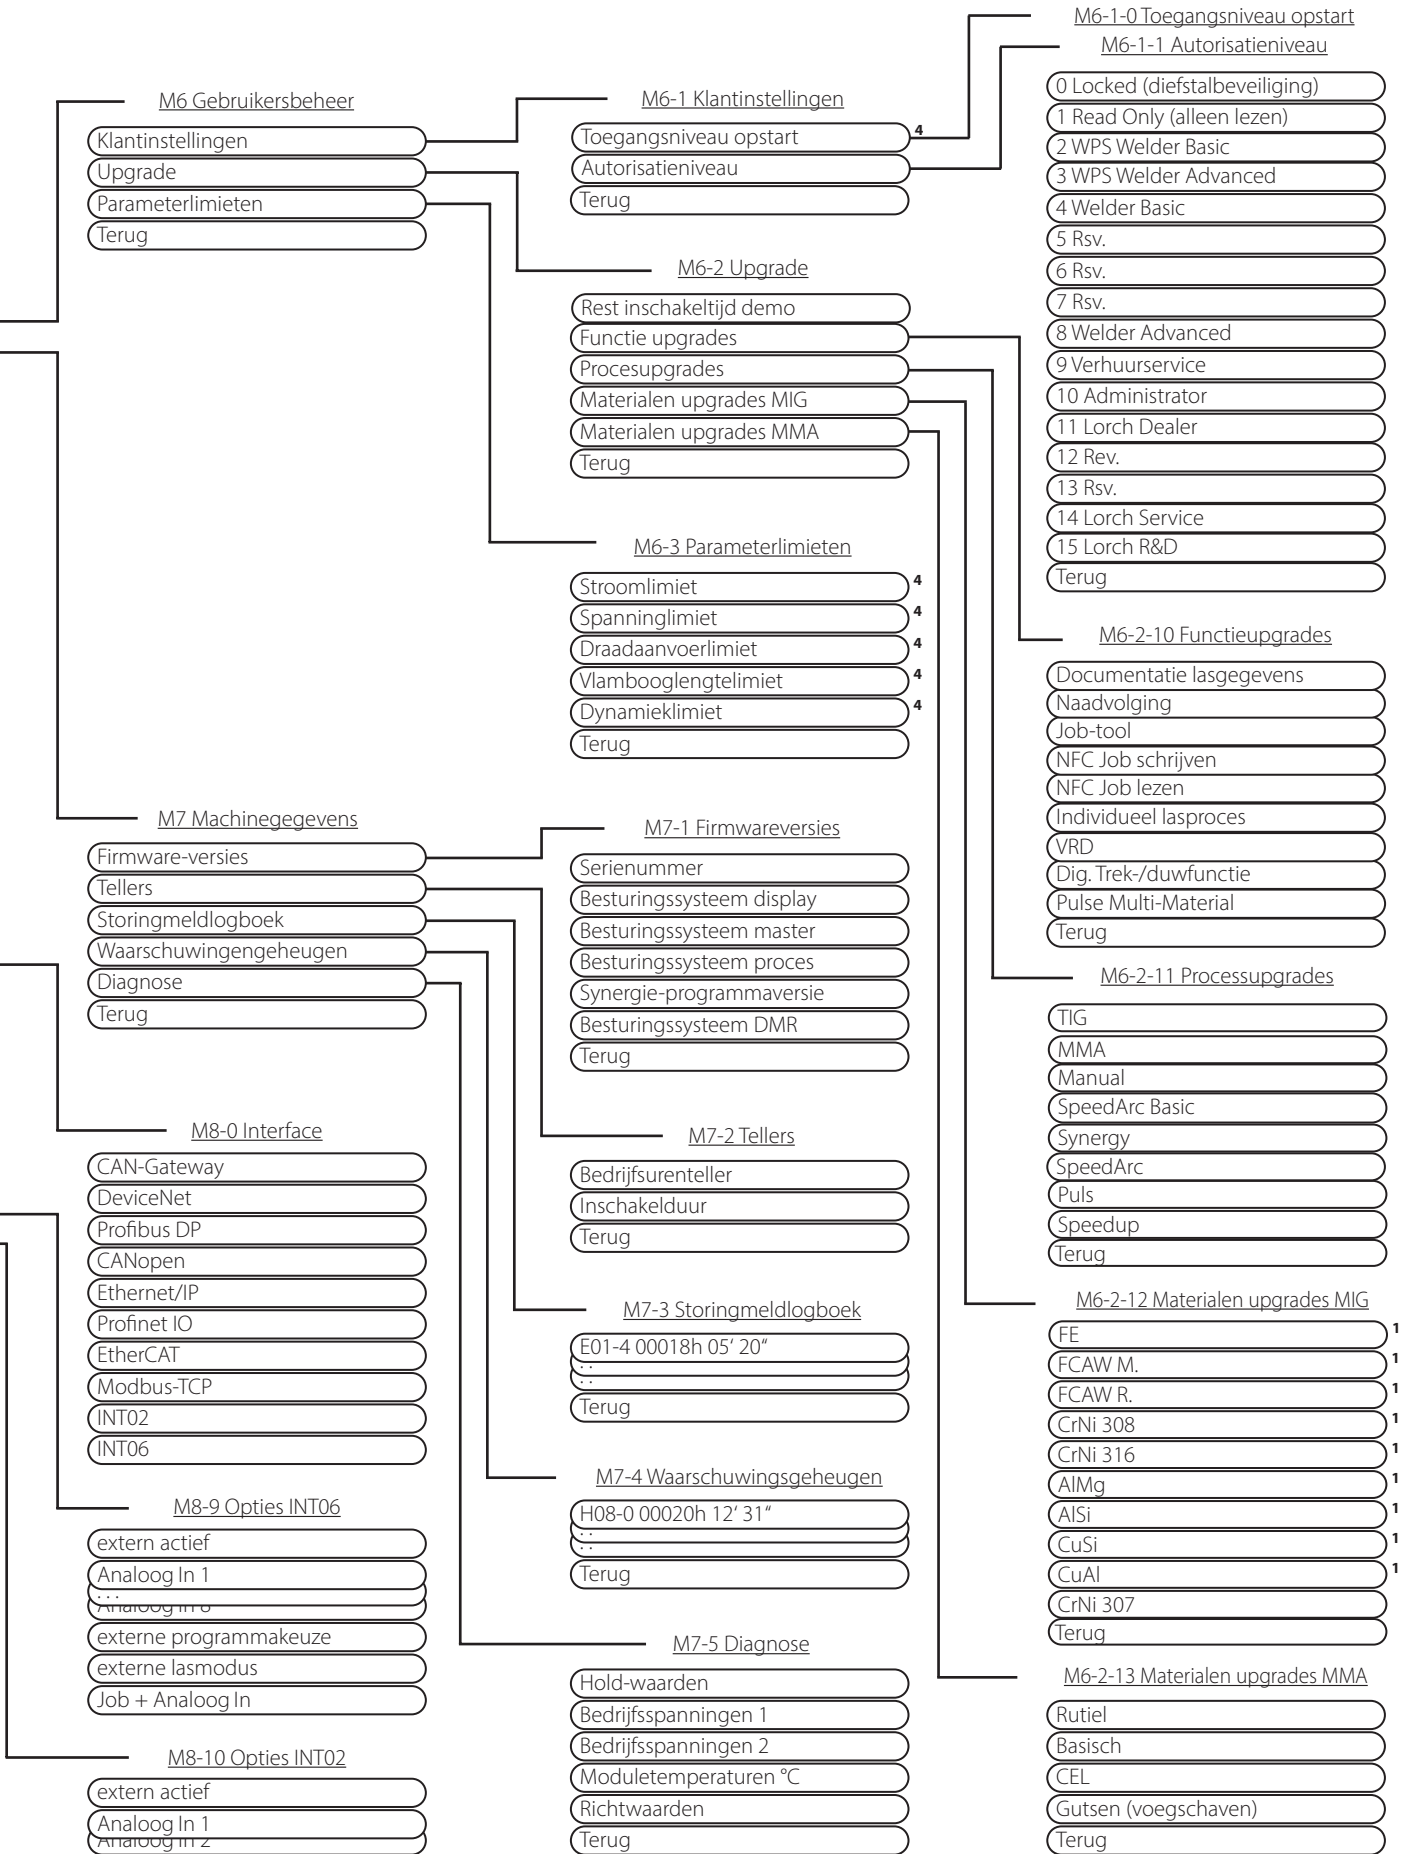 M6 Gebruikersbeheer
Klantinstellingen
Upgrade
Parameterlimieten
Terug
M7 Machinegegevens
Firmware-versies
Tellers
Storingmeldlogboek
Waarschuwingengeheugen
Diagnose
Terug
M8-0 Interface
CAN-Gateway
DeviceNet
Profibus DP
CANopen
Ethernet/IP
Profinet IO
EtherCAT
Modbus-TCP
INT02
INT06
M8-9 Opties INT06
extern actief
Analoog In 1
. . .
Analoog In 8
externe programmakeuze
externe lasmodus
Job + Analoog In
M8-10 Opties INT02
extern actief
Analoog In 1
Analoog In 2
M6-1 Klantinstellingen
Toegangsniveau opstart 4
Autorisatieniveau
Terug
M6-2 Upgrade
Rest inschakeltijd demo
Functie upgrades
Procesupgrades
Materialen upgrades MIG
Materialen upgrades MMA
Terug
M6-3 Parameterlimieten
Stroomlimiet 4
Spanninglimiet 4
Draadaanvoerlimiet 4
Vlambooglengtelimiet 4
Dynamieklimiet 4
Terug
M7-1 Firmwareversies
Serienummer
Besturingssysteem display
Besturingssysteem master
Besturingssysteem proces
Synergie-programmaversie
Besturingssysteem DMR
Terug
M7-2 Tellers
Bedrijfsurenteller
Inschakelduur
Terug
M7-3 Storingmeldlogboek
E01-4 00018h 05‘ 20“
. .
. .
Terug
M7-4 Waarschuwingsgeheugen
H08-0 00020h 12‘ 31“
. .
. .
Terug
M7-5 Diagnose
Hold-waarden
Bedrijfsspanningen 1
Bedrijfsspanningen 2
Moduletemperaturen °C
Richtwaarden
Terug
M6-1-0 Toegangsniveau opstart
M6-1-1 Autorisatieniveau
0 Locked (diefstalbeveiliging)
1 Read Only (alleen lezen)
2 WPS Welder Basic
3 WPS Welder Advanced
4 Welder Basic
5 Rsv.
6 Rsv.
7 Rsv.
8 Welder Advanced
9 Verhuurservice
10 Administrator
11 Lorch Dealer
12 Rev.
13 Rsv.
14 Lorch Service
15 Lorch R&D
Terug
M6-2-10 Functieupgrades
Documentatie lasgegevens
Naadvolging
Job-tool
NFC Job schrijven
NFC Job lezen
Individueel lasproces
VRD
Dig. Trek-/duwfunctie
Pulse Multi-Material
Terug
M6-2-11 Processupgrades
TIG
MMA
Manual
SpeedArc Basic
Synergy
SpeedArc
Puls
Speedup
Terug
M6-2-12 Materialen upgrades MIG
FE 1
FCAW M. 1
FCAW R. 1
CrNi 308 1
CrNi 316 1
AlMg 1
AlSi 1
CuSi 1
CuAl 1
CrNi 307
Terug
M6-2-13 Materialen upgrades MMA
Rutiel
Basisch
CEL
Gutsen (voegschaven)
Terug